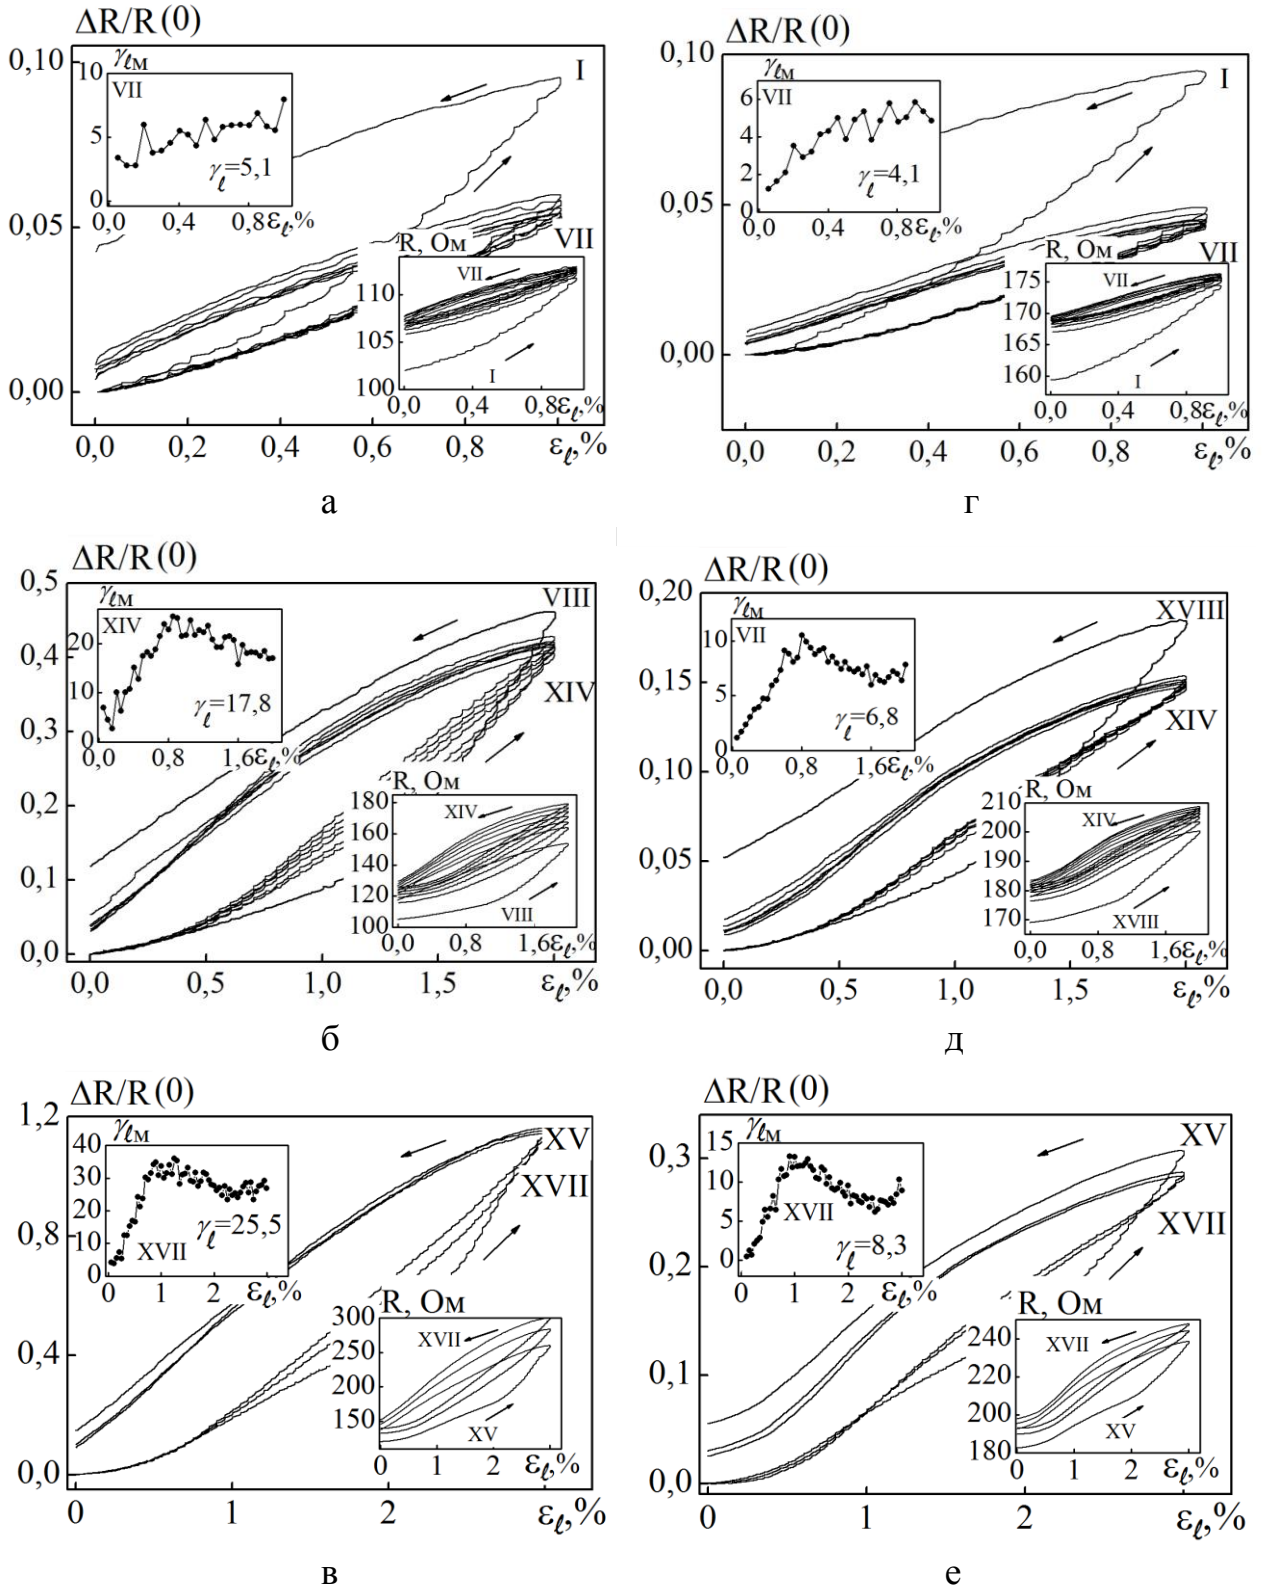 ΔR/R(0)
0,10
0,05
0,00
0,0 0,2 0,4 0,6 0,8 εℓ,%
I
VII
γℓм
10
5
0
VII
γℓ=5,1
0,0 0,4 0,8 εℓ,%
R, Ом
110
105
100
VII
I
0,0 0,4 0,8 εℓ,%
а
ΔR/R(0)
0,10
0,05
0,00
0,0 0,2 0,4 0,6 0,8 εℓ,%
I
VII
γℓм
6
4
2
0
VII
γℓ=4,1
0,0 0,4 0,8 εℓ,%
R, Ом
175
170
165
160
VII
I
0,0 0,4 0,8 εℓ,%
г
ΔR/R(0)
0,5
0,4
0,3
0,2
0,1
0,0
0,0 0,5 1,0 1,5 εℓ,%
VIII
XIV
γℓм
20
10
0
XIV
γℓ=17,8
0,0 0,8 1,6 εℓ,%
R, Ом
180
160
140
120
100
XIV
VIII
0,0 0,8 1,6 εℓ,%
б
ΔR/R(0)
0,20
0,15
0,10
0,05
0,00
0,0 0,5 1,0 1,5 εℓ,%
XVIII
XIV
γℓм
10
5
0
VII
γℓ=6,8
0,0 0,8 1,6 εℓ,%
R, Ом
210
200
190
180
170
XIV
XVIII
0,0 0,8 1,6 εℓ,%
д
ΔR/R(0)
1,2
0,8
0,4
0,0
0 1 2 εℓ,%
XV
XVII
γℓм
40
30
20
10
0
XVII
γℓ=25,5
0 1 2 εℓ,%
R, Ом
300
250
200
150
XVII
XV
0 1 2 εℓ,%
в
ΔR/R(0)
0,3
0,2
0,1
0,0
0 1 2 εℓ,%
XV
XVII
γℓм
15
10
5
0
XVII
γℓ=8,3
0 1 2 εℓ,%
R, Ом
240
220
200
180
XVII
XV
0 1 2 εℓ,%
е